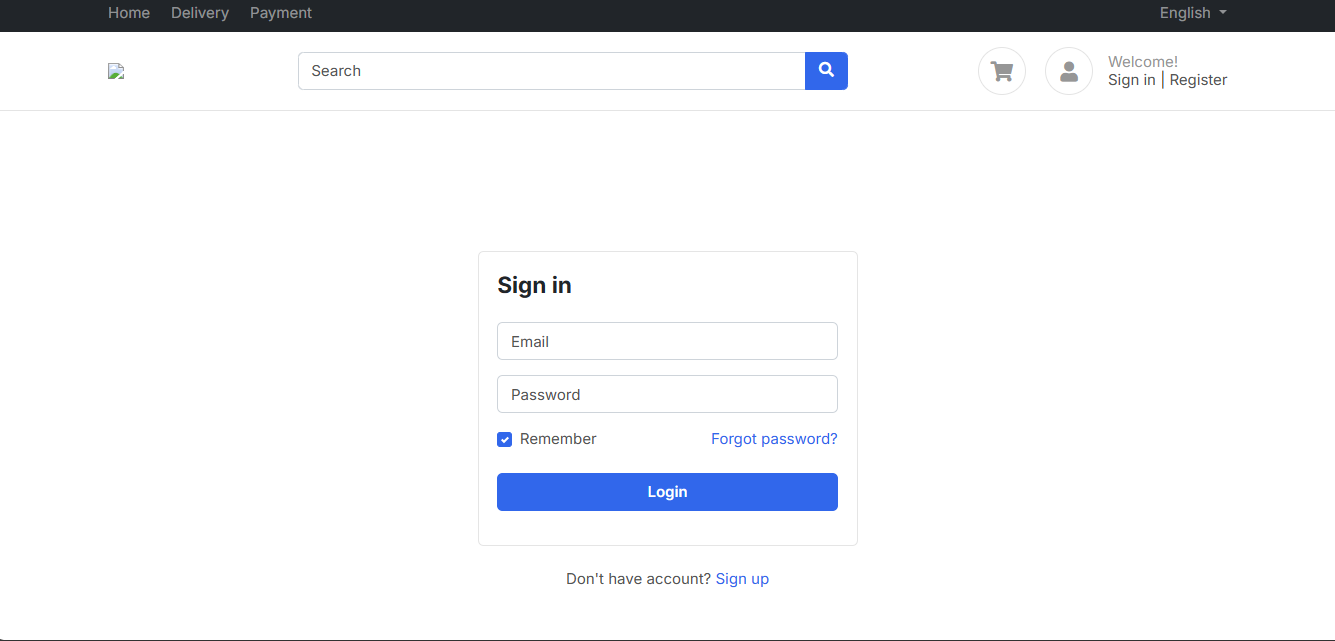 Home Delivery Payment English
Search
Welcome!
Sign in | Register
Sign in
Email
Password
Remember Forgot password?
Login
Don't have account? Sign up